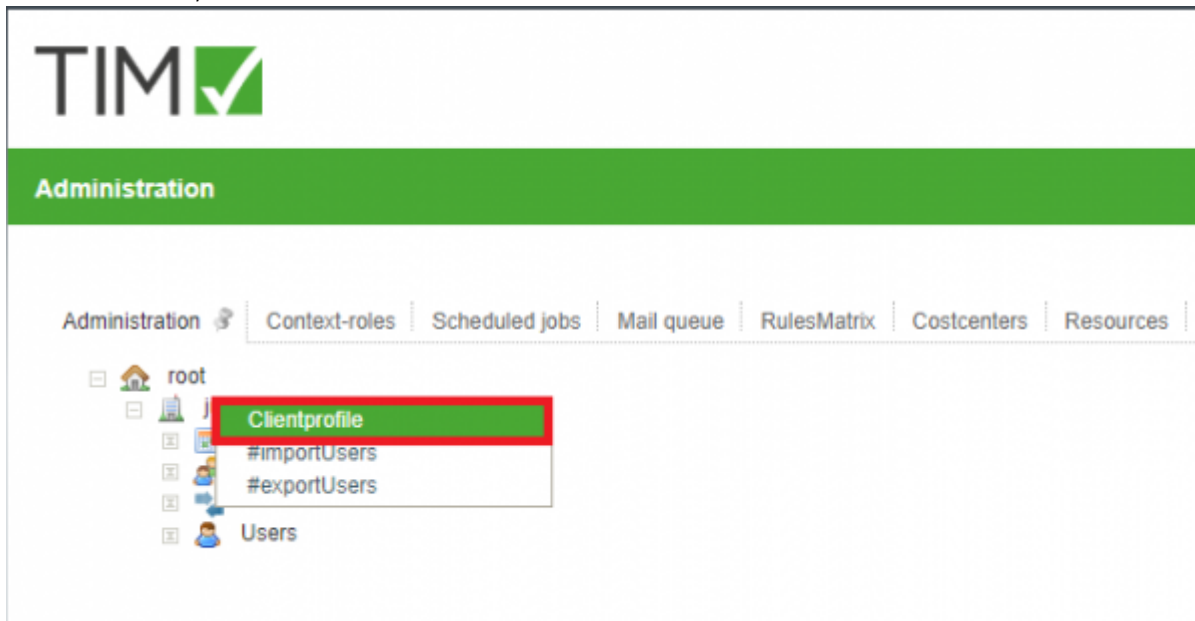 TIM
Administration
Administration Context-roles Scheduled jobs Mail queue RulesMatrix Costcenters Resources
root
Clientprofile
#importUsers
#exportUsers
Users